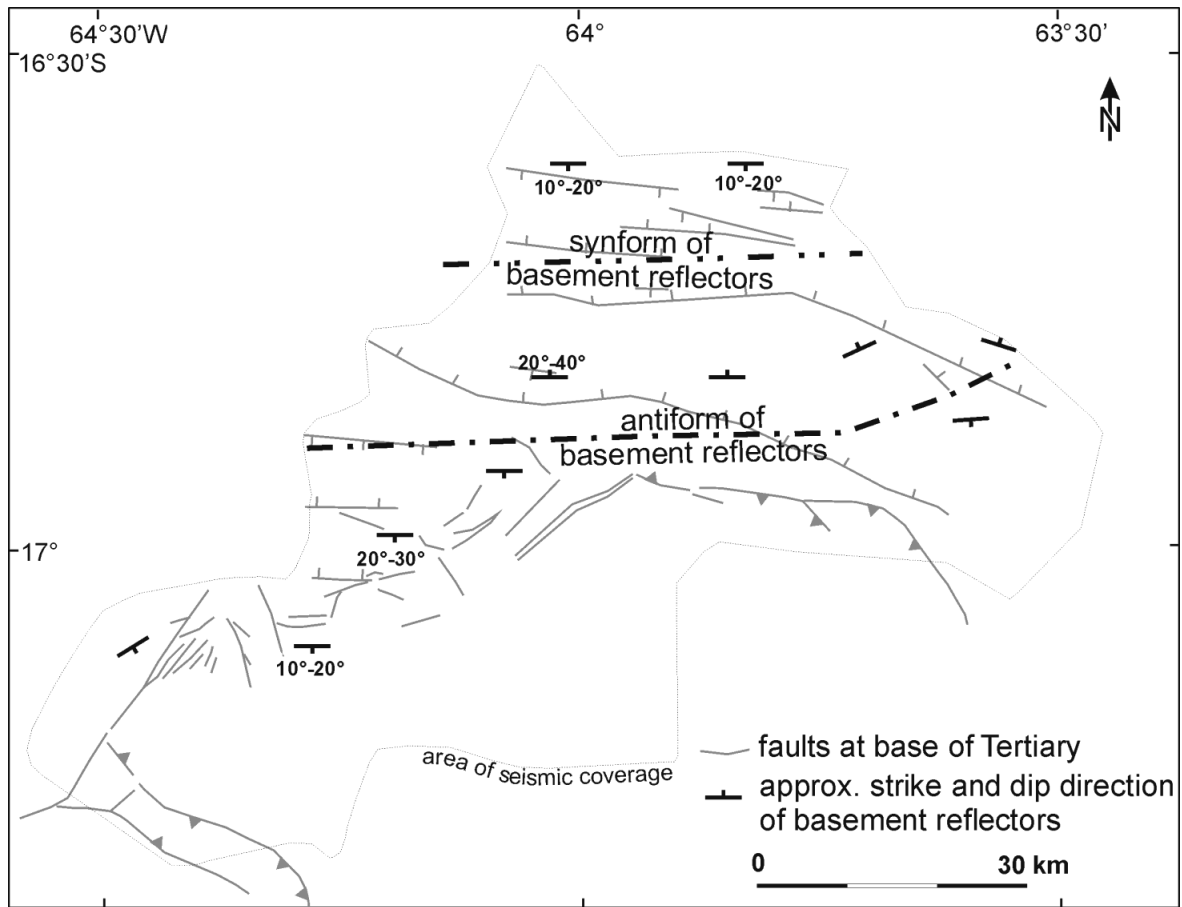 64°30'W
64°
63°30'
16°30'S
N
10°-20°
10°-20°
synform of
basement reflectors
20°-40°
antiform of
basement reflectors
17°
20°-30°
10°-20°
area of seismic coverage
faults at base of Tertiary
approx. strike and dip direction
of basement reflectors
0
30 km